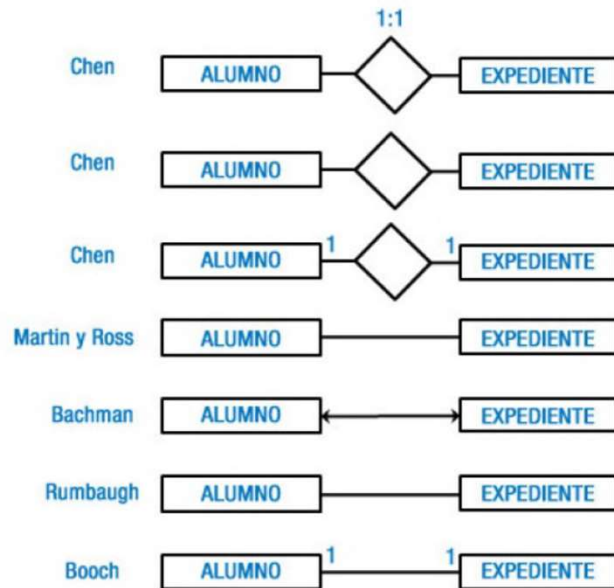 1:1
Chen ALUMNO EXPEDIENTE
Chen ALUMNO EXPEDIENTE
Chen ALUMNO 1 1 EXPEDIENTE
Martin y Ross ALUMNO EXPEDIENTE
Bachman ALUMNO EXPEDIENTE
Rumbaugh ALUMNO EXPEDIENTE
Booch ALUMNO 1 1 EXPEDIENTE